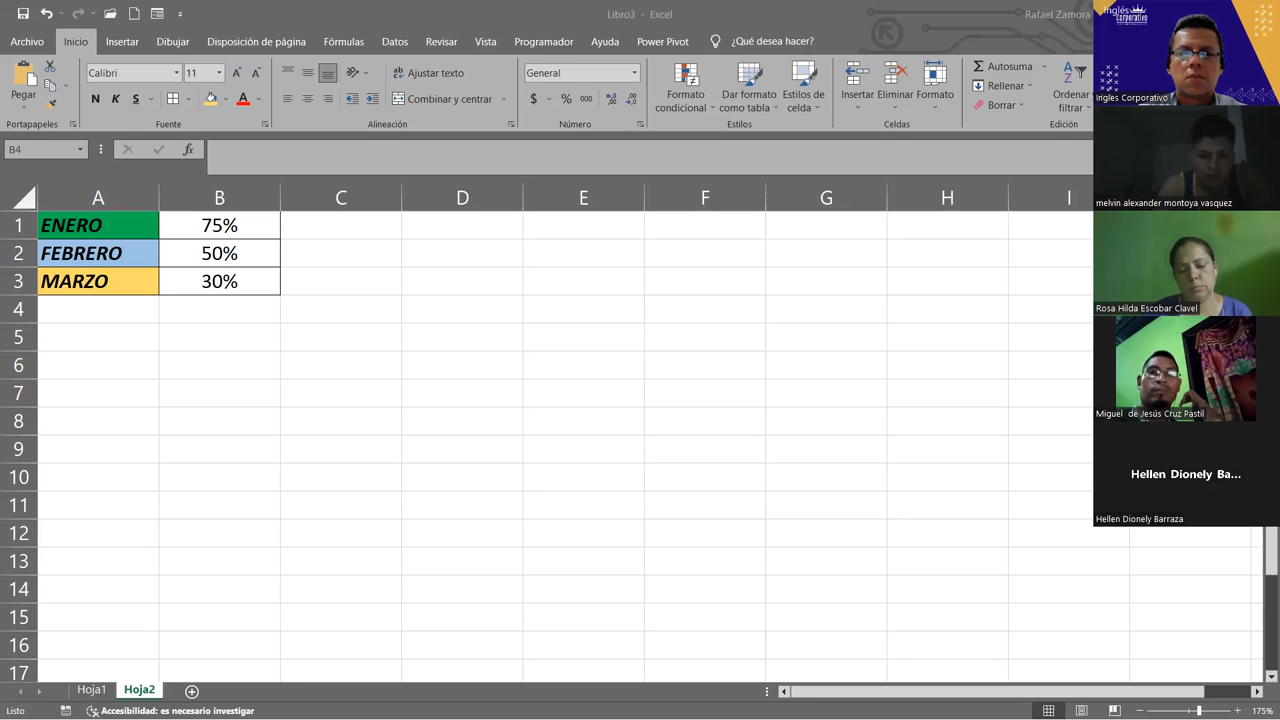 Libro3 - Excel
Rafael Zamora
Archivo Inicio Insertar Dibujar Disposición de página Fórmulas Datos Revisar Vista Programador Ayuda Power Pivot ¿Qué desea hacer?
Pegar
Calibri 11
N K S
Ajustar texto
Combinar y centrar
General
$ % 000
Formato condicional
Dar formato como tabla
Estilos de celda
Insertar Eliminar Formato
Autosuma
Rellenar
Borrar
Ordenar filtrar
Portapapeles Fuente Alineación Número Estilos Celdas Edición
B4 fx
A B C D E F G H I
1 ENERO 75%
2 FEBRERO 50%
3 MARZO 30%
4
5
6
7
8
9
10
11
12
13
14
15
16
17
Hoja1 Hoja2
Listo Accesibilidad: es necesario investigar 175%
Inglés Corporativo
Ingles Corporativo
melvin alexander montoya vasquez
Rosa Hilda Escobar Clavel
Miguel de Jesús Cruz Pastil
Hellen Dionely Ba...
Hellen Dionely Barraza